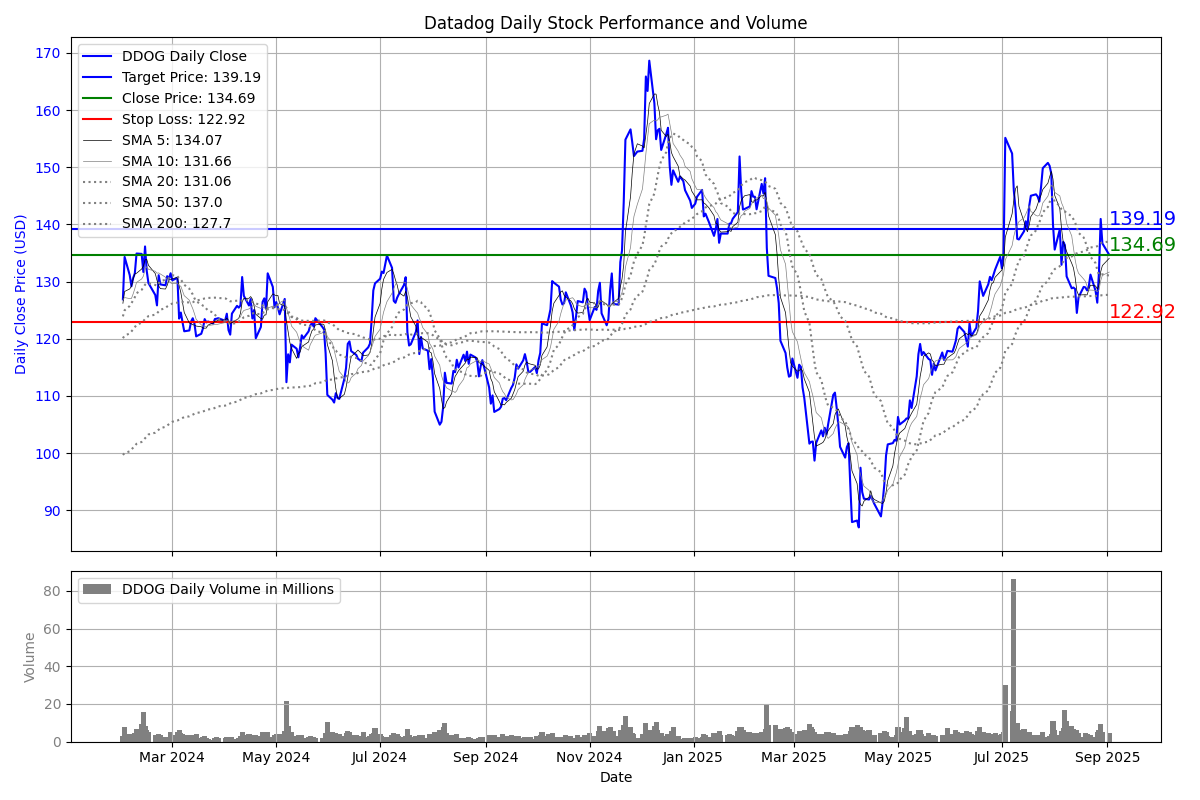 Datadog Daily Stock Performance and Volume
170
160
150
140
130
120
110
100
90
Daily Close Price (USD)
DDOG Daily Close
Target Price: 139.19
Close Price: 134.69
Stop Loss: 122.92
SMA 5: 134.07
SMA 10: 131.66
SMA 20: 131.06
SMA 50: 137.0
SMA 200: 127.7
139.19
134.69
122.92
80
60
40
20
0
Volume
DDOG Daily Volume in Millions
Mar 2024
May 2024
Jul 2024
Sep 2024
Nov 2024
Jan 2025
Mar 2025
May 2025
Jul 2025
Sep 2025
Date